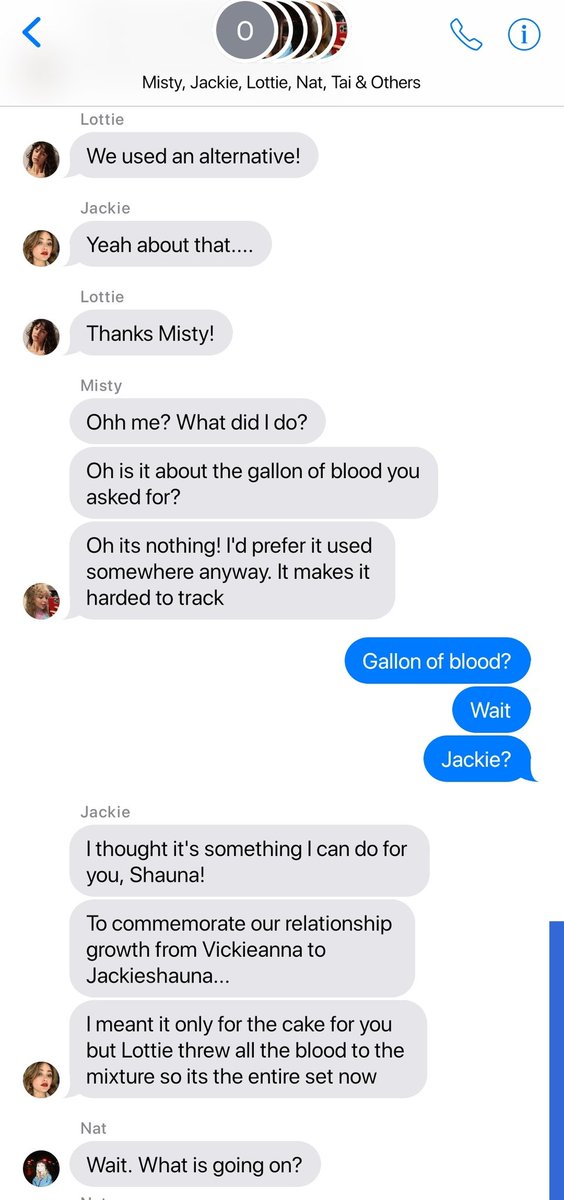 O
Misty, Jackie, Lottie, Nat, Tai & Others
Lottie
We used an alternative!
Jackie
Yeah about that....
Lottie
Thanks Misty!
Misty
Ohh me? What did I do?
Oh is it about the gallon of blood you
asked for?
Oh its nothing! I'd prefer it used
somewhere anyway. It makes it
harded to track
Gallon of blood?
Wait
Jackie?
Jackie
I thought it's something I can do for
you, Shauna!
To commemorate our relationship
growth from Vickieanna to
Jackieshauna...
I meant it only for the cake for you
but Lottie threw all the blood to the
mixture so its the entire set now
Nat
Wait. What is going on?